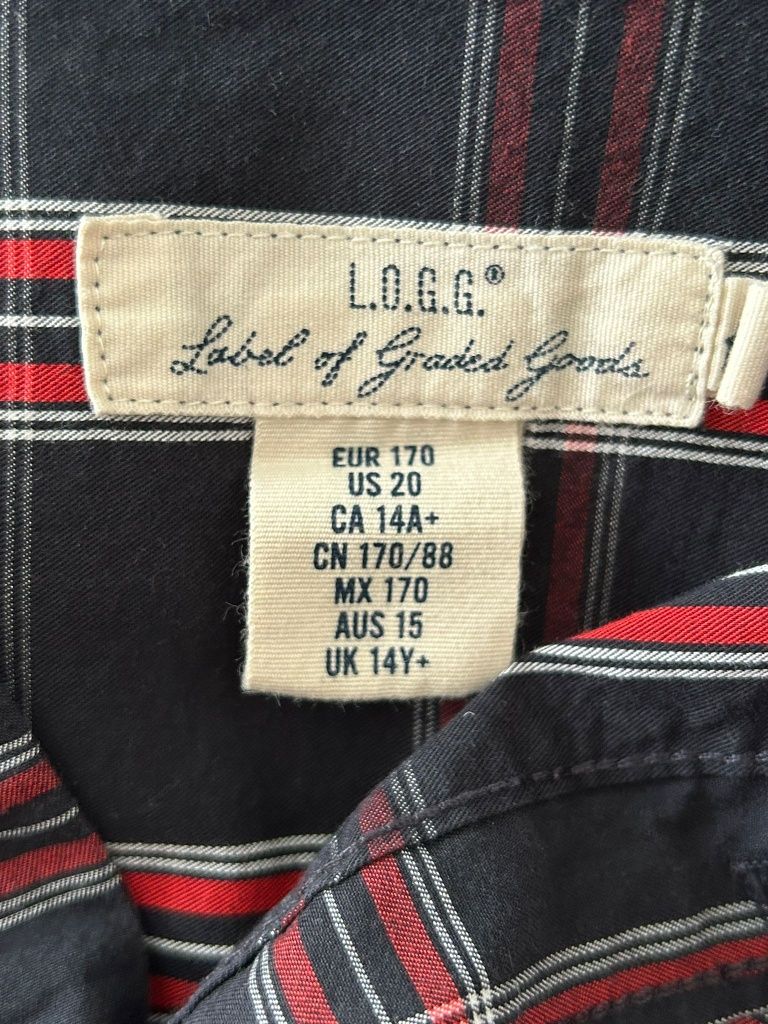 L.O.G.G.®
Label of Graded Goods
EUR 170
US 20
CA 14A+
CN 170/88
MX 170
AUS 15
UK 14Y+